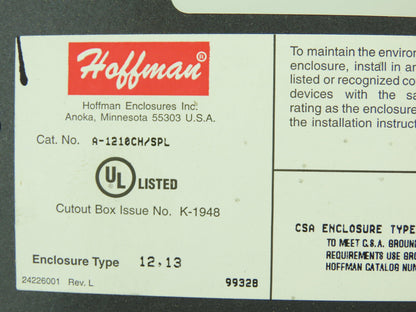 Hoffman®
Hoffman Enclosures Inc.
Anoka, Minnesota 55303 U.S.A.
Cat. No. A-1210CH/SPL
UL LISTED
Cutout Box Issue No. K-1948
Enclosure Type 12,13
24226001 Rev. L 99328
To maintain the environ
enclosure, install in an
listed or recognized co
devices with the sa
rating as the enclosure
the installation instruct
CSA ENCLOSURE TYPE
TO MEET C.S.A. GROUND
REQUIREMENTS USE GRO
HOFFMAN CATALOG NUM